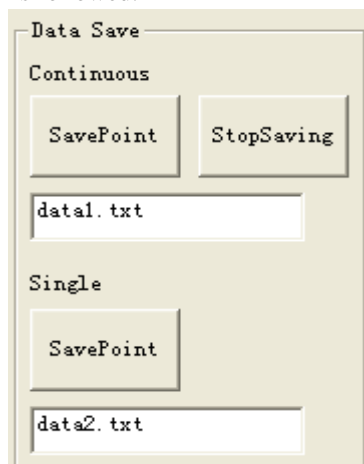 Data Save
Continuous
SavePoint StopSaving
data1.txt
Single
SavePoint
data2.txt